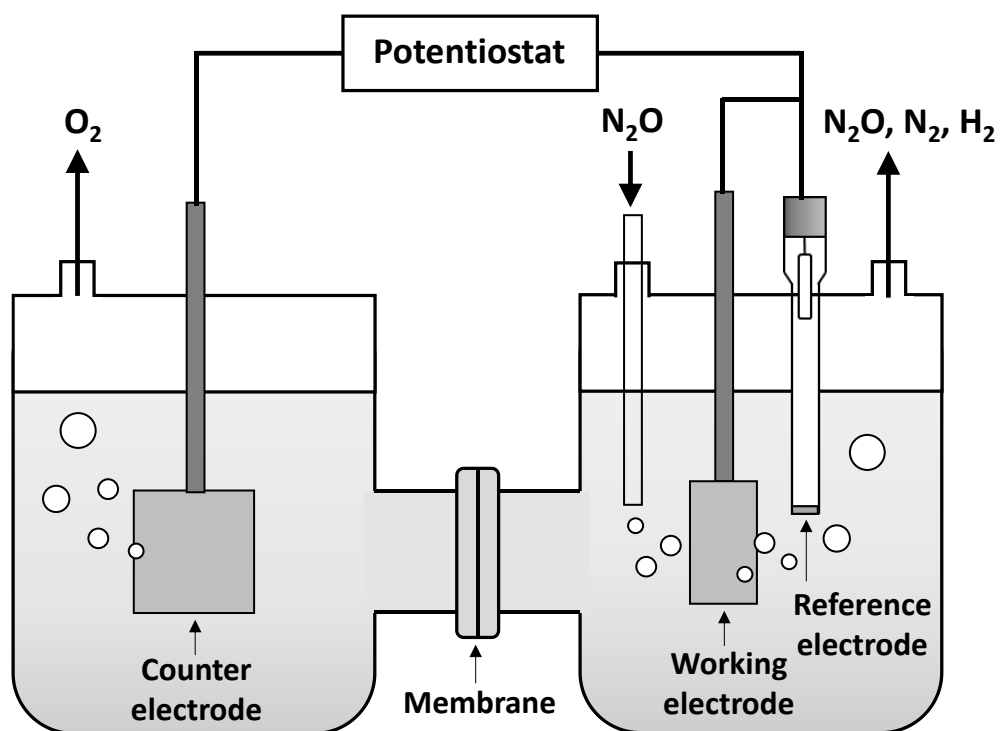 Potentiostat
O₂
N₂O
N₂O, N₂, H₂
Counter
electrode
Membrane
Working
electrode
Reference
electrode